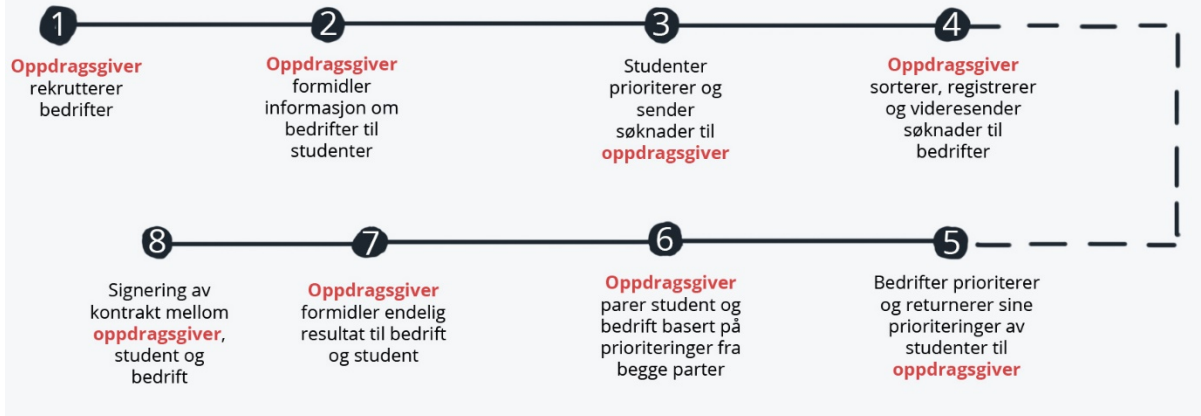 1
Oppdragsgiver
rekrutterer
bedrifter
2
Oppdragsgiver
formidler
informasjon om
bedrifter til
studenter
3
Studenter
prioriterer og
sender
søknader til
oppdragsgiver
4
Oppdragsgiver
sorterer, registrerer
og videresender
søknader til
bedrifter
5
Bedrifter prioriterer
og returnerer sine
prioriteringer av
studenter til
oppdragsgiver
6
Oppdragsgiver
parer student og
bedrift basert på
prioriteringer fra
begge parter
7
Oppdragsgiver
formidler endelig
resultat til bedrift
og student
8
Signering av
kontrakt mellom
oppdragsgiver,
student og
bedrift